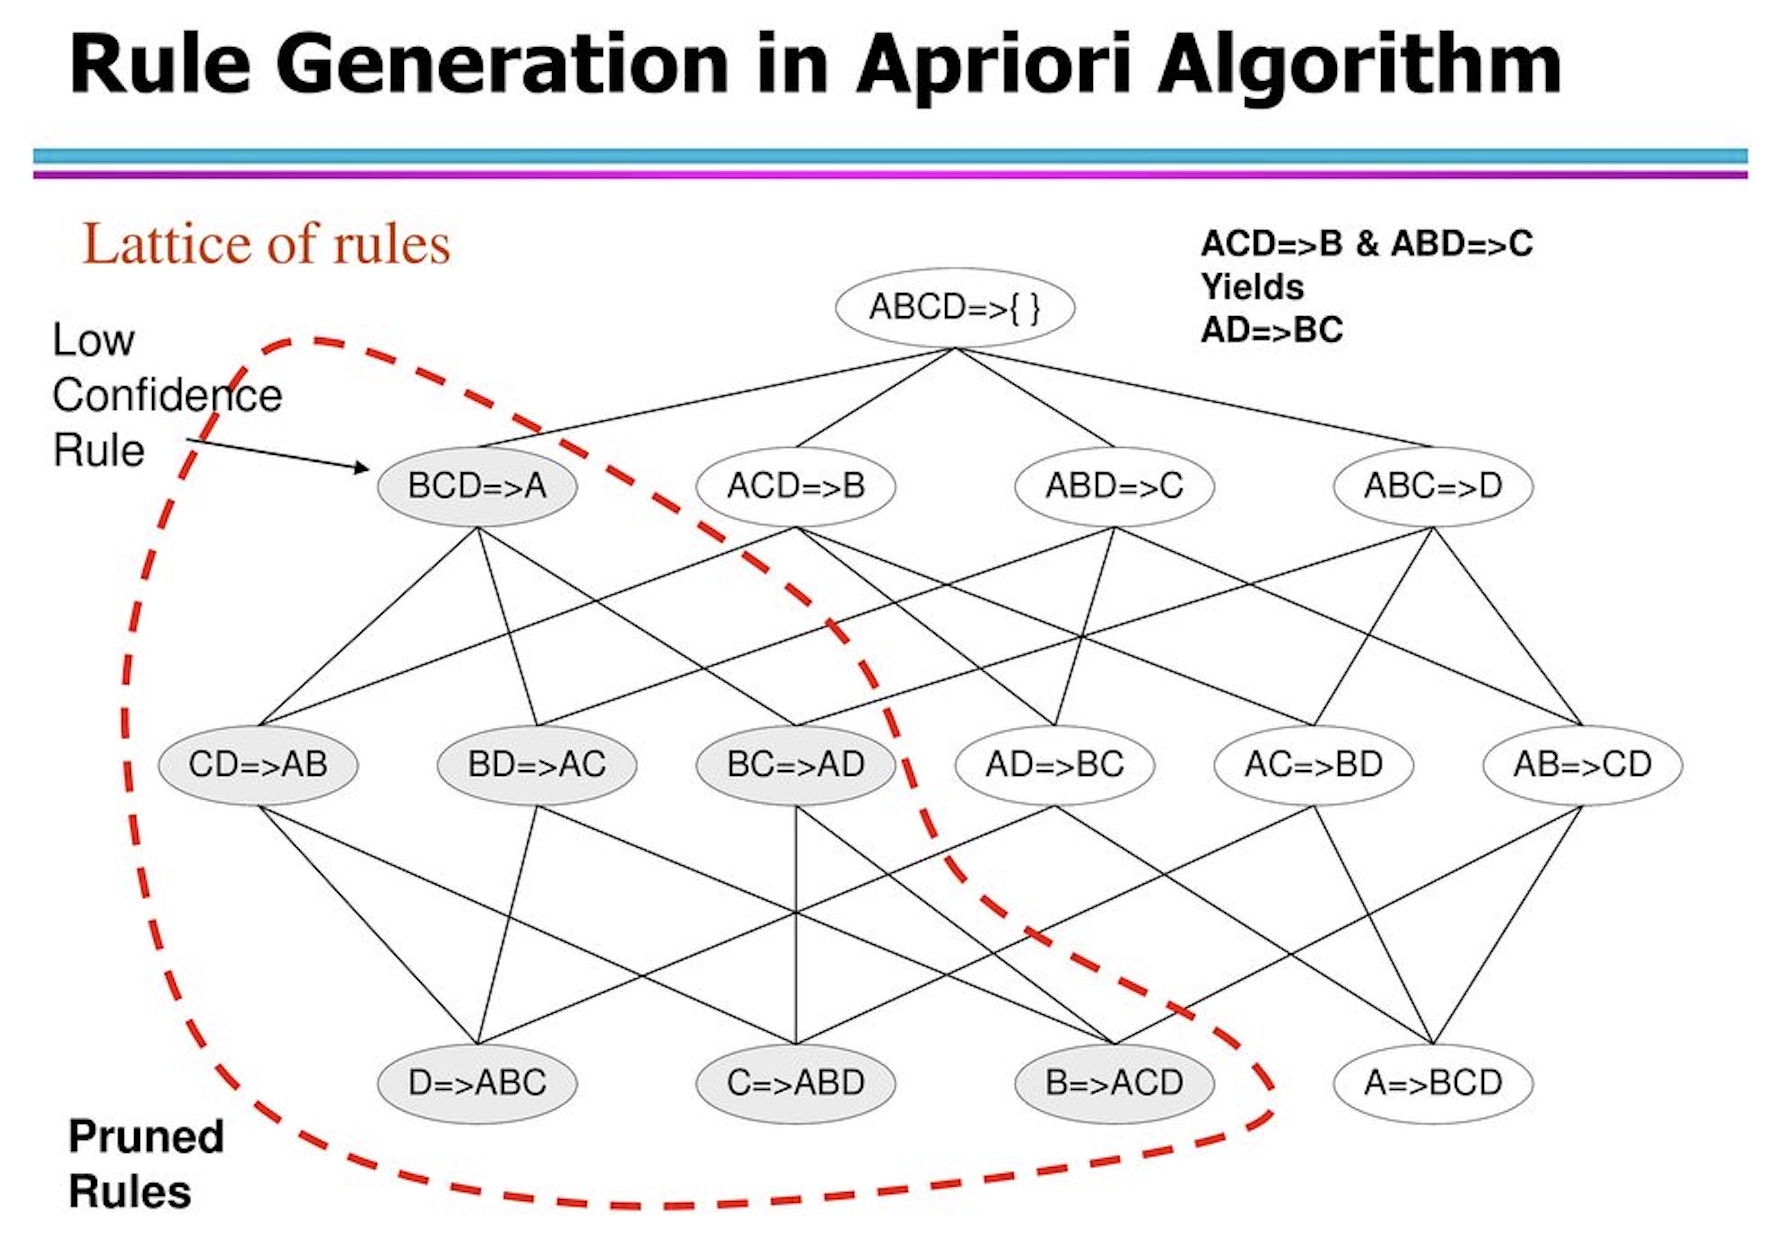 Rule Generation in Apriori Algorithm
Lattice of rules
ACD=>B & ABD=>C
Yields
AD=>BC
ABCD=>{ }
Low
Confidence
Rule
BCD=>A
ACD=>B
ABD=>C
ABC=>D
CD=>AB
BD=>AC
BC=>AD
AD=>BC
AC=>BD
AB=>CD
D=>ABC
C=>ABD
B=>ACD
A=>BCD
Pruned
Rules